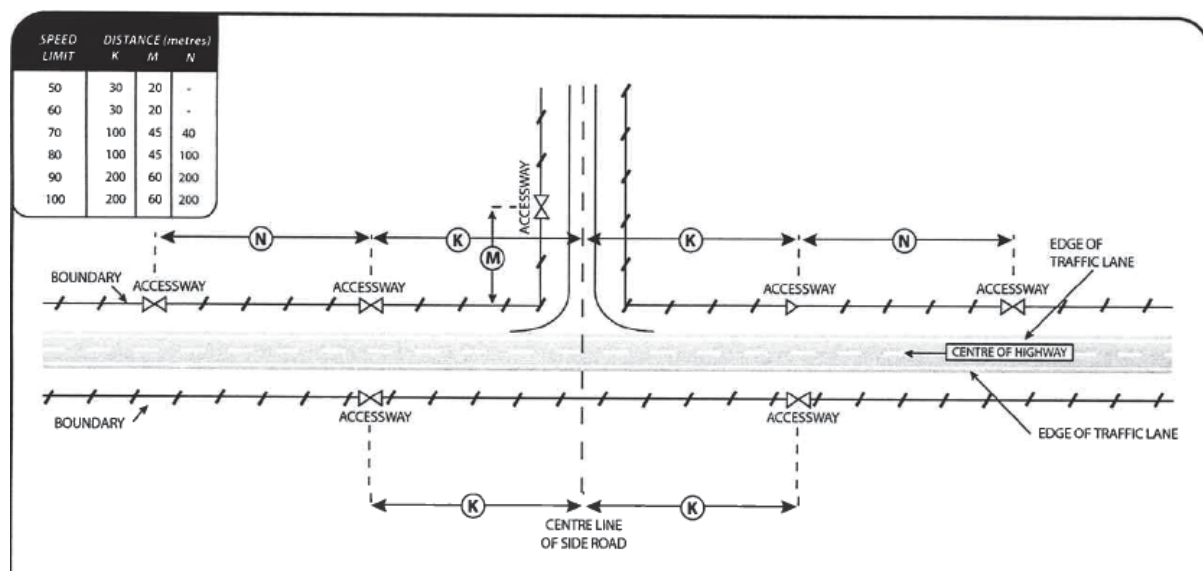 SPEED LIMIT DISTANCE (metres)
K M N
50 30 20 -
60 30 20 -
70 100 45 40
80 100 45 100
90 200 60 200
100 200 60 200
ACCESSWAY
N
K
M
K
N
EDGE OF
TRAFFIC LANE
BOUNDARY
ACCESSWAY
ACCESSWAY
ACCESSWAY
ACCESSWAY
CENTRE OF HIGHWAY
BOUNDARY
ACCESSWAY
ACCESSWAY
EDGE OF TRAFFIC LANE
K
K
CENTRE LINE
OF SIDE ROAD